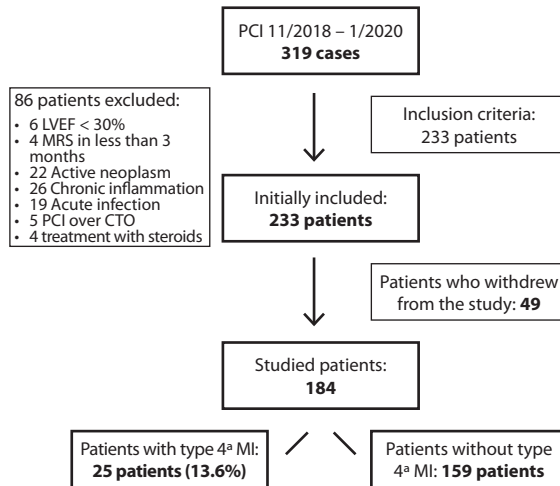 PCI 11/2018 – 1/2020
319 cases
86 patients excluded:
• 6 LVEF < 30%
• 4 MRS in less than 3
months
• 22 Active neoplasm
• 26 Chronic inflammation
• 19 Acute infection
• 5 PCI over CTO
• 4 treatment with steroids
Inclusion criteria:
233 patients
Initially included:
233 patients
Patients who withdrew
from the study: 49
Studied patients:
184
Patients with type 4ª MI:
25 patients (13.6%)
Patients without type
4ª MI: 159 patients